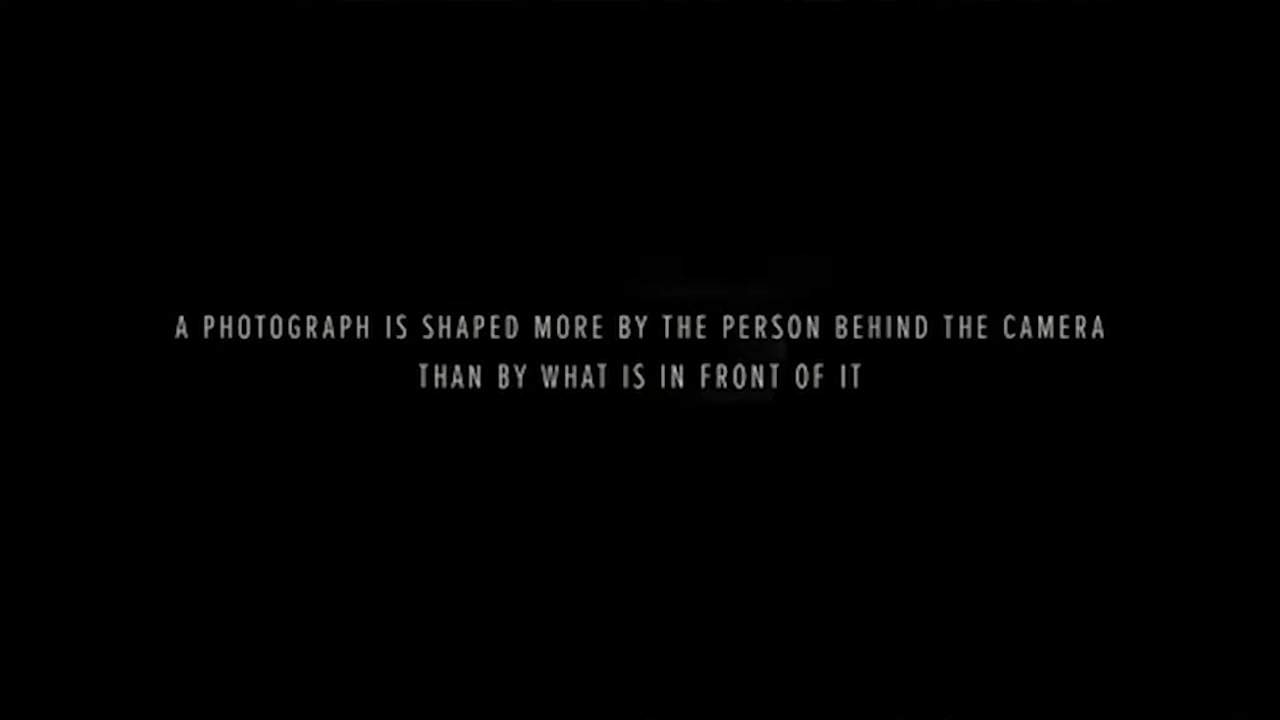 A PHOTOGRAPH IS SHAPED MORE BY THE PERSON BEHIND THE CAMERA
THAN BY WHAT IS IN FRONT OF IT